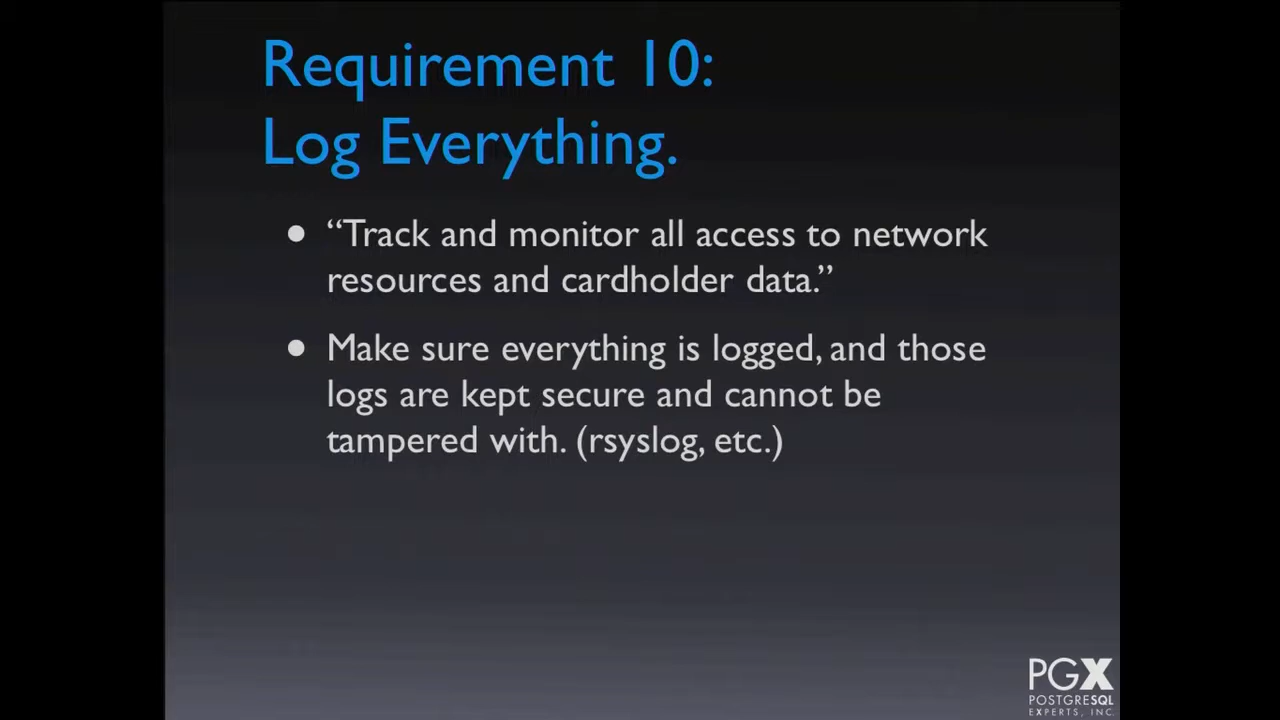 Requirement 10:
Log Everything.
• “Track and monitor all access to network
resources and cardholder data.”
• Make sure everything is logged, and those
logs are kept secure and cannot be
tampered with. (rsyslog, etc.)
PGX
POSTGRESQL
EXPERTS, INC.